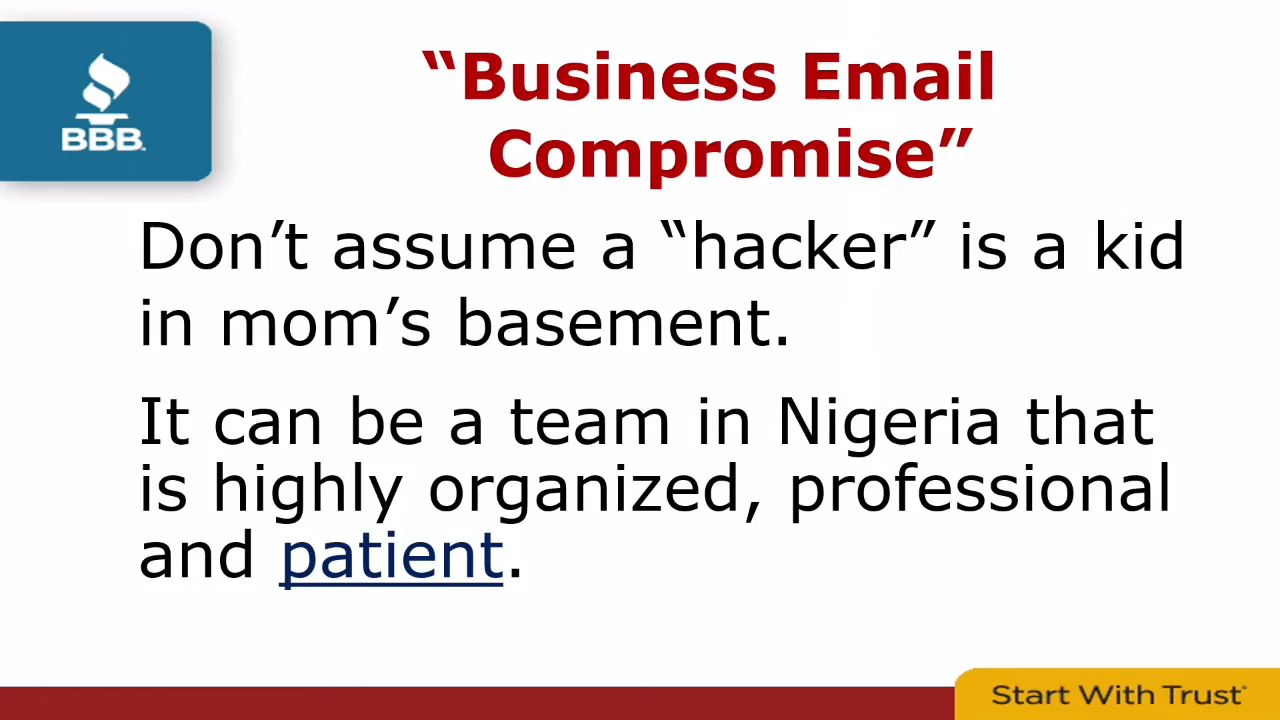 BBB.
“Business Email
Compromise”
Don’t assume a “hacker” is a kid
in mom’s basement.
It can be a team in Nigeria that
is highly organized, professional
and patient.
Start With Trust®